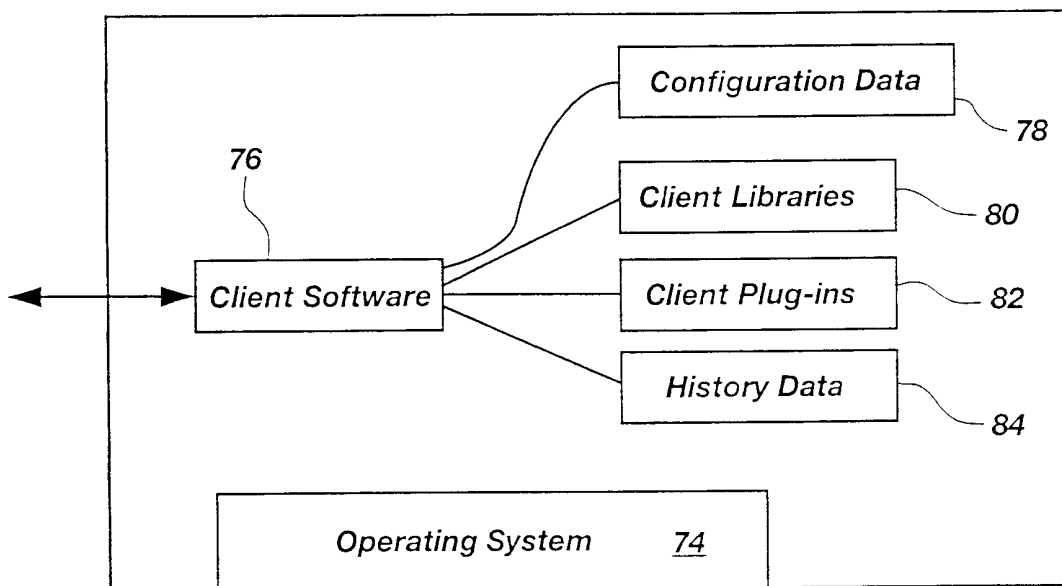 Configuration Data
78
76
Client Libraries
80
Client Software
Client Plug-ins
82
History Data
84
Operating System 74